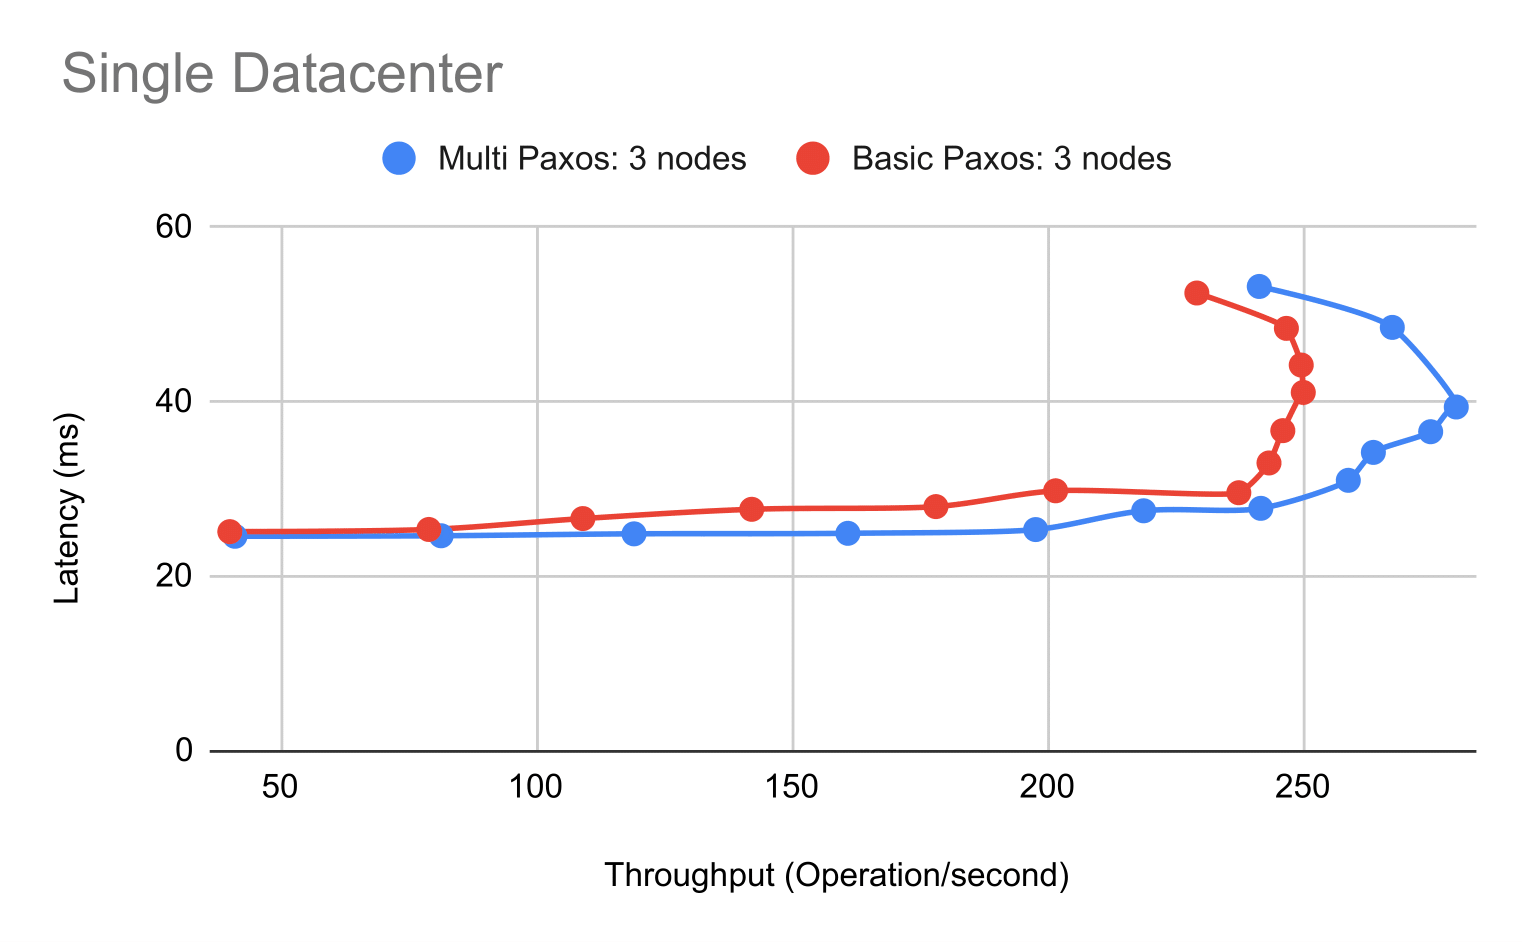 Single Datacenter
Multi Paxos: 3 nodes
Basic Paxos: 3 nodes
60
40
20
0
Latency (ms)
50
100
150
200
250
Throughput (Operation/second)